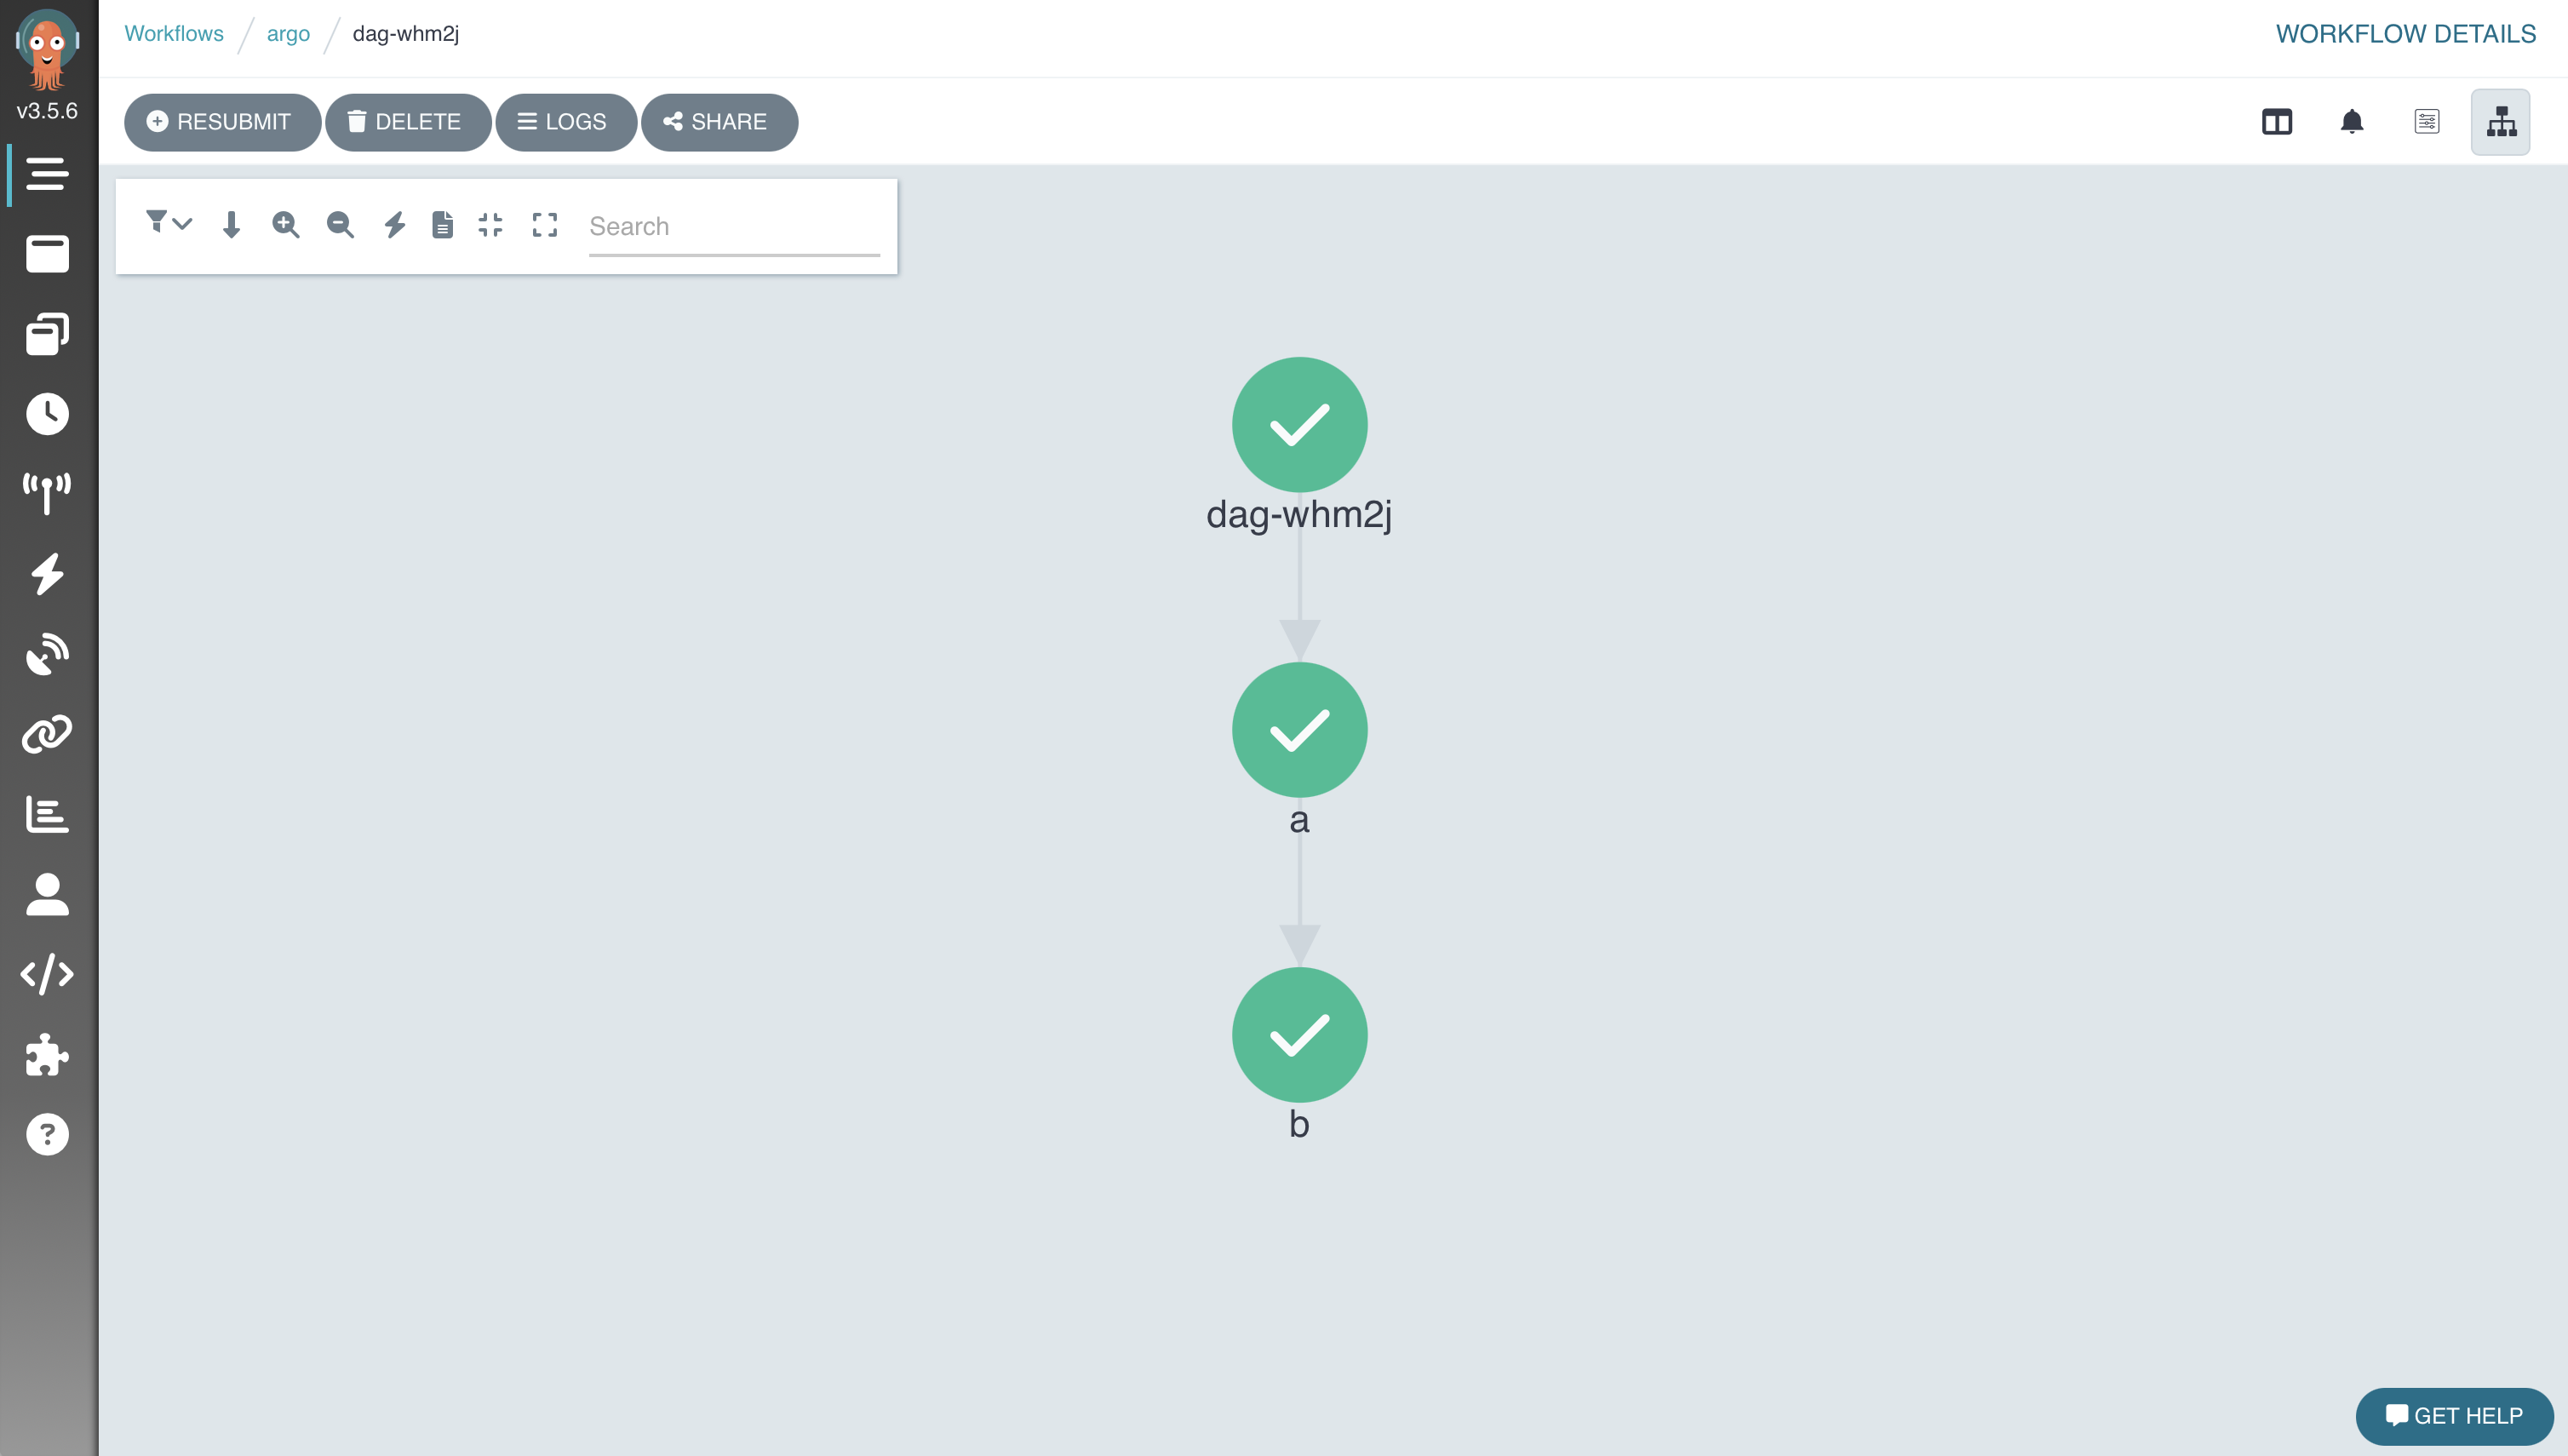 Workflows / argo / dag-whm2j
WORKFLOW DETAILS
v3.5.6
RESUBMIT
DELETE
LOGS
SHARE
Search
dag-whm2j
a
b
GET HELP